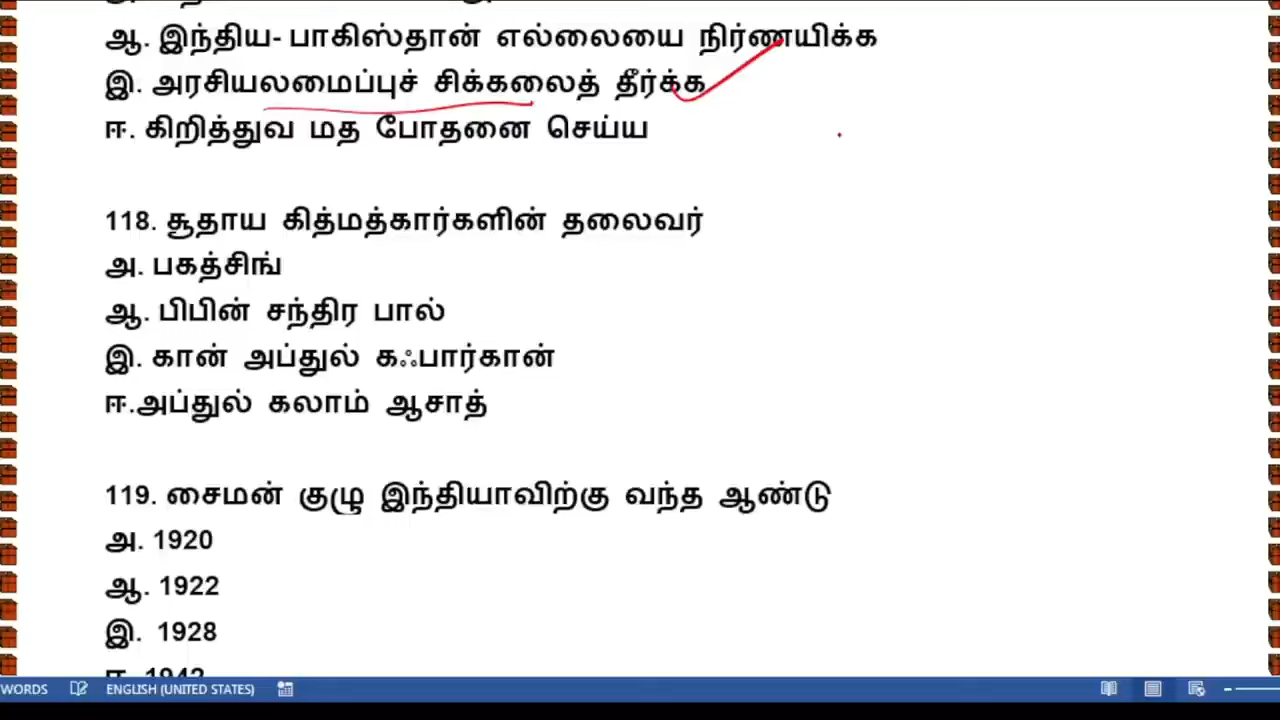 ஆ. இந்திய- பாகிஸ்தான் எல்லையை நிர்ணயிக்க
இ. அரசியலமைப்புச் சிக்கலைத் தீர்க்க
ஈ. கிறித்துவ மத போதனை செய்ய
118. சூதாய கித்மத்கார்களின் தலைவர்
அ. பகத்சிங்
ஆ. பிபின் சந்திர பால்
இ. கான் அப்துல் கஃபார்கான்
ஈ.அப்துல் கலாம் ஆசாத்
119. சைமன் குழு இந்தியாவிற்கு வந்த ஆண்டு
அ. 1920
ஆ. 1922
இ. 1928
ஈ. 1942
WORDS ENGLISH (UNITED STATES)